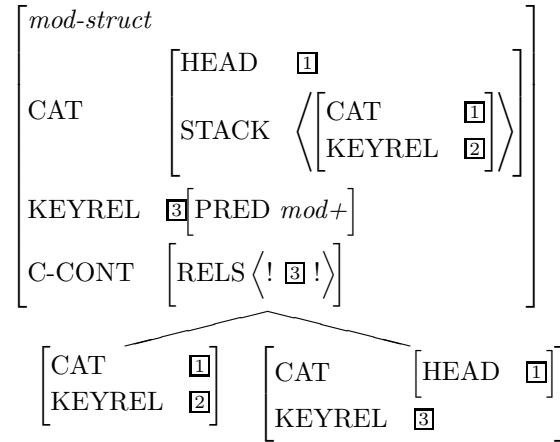 mod-struct
HEAD 1
CAT
STACK ⟨[CAT 1
KEYREL 2]⟩
KEYREL 3[PRED mod+]
C-CONT [RELS⟨! 3 !⟩]
CAT 1
KEYREL 2
CAT [HEAD 1]
KEYREL 3